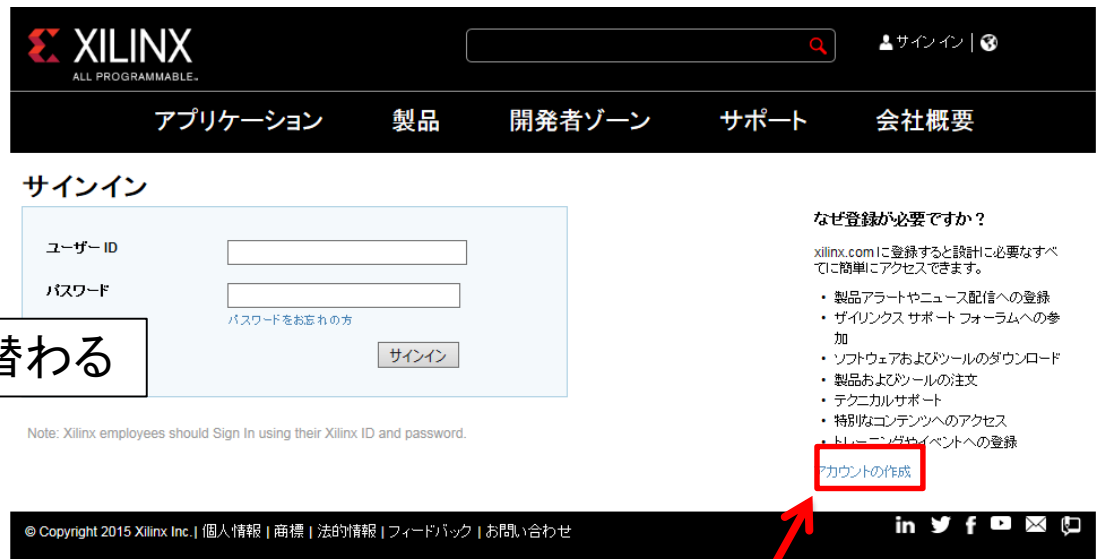 XILINX
ALL PROGRAMMABLE.
サインイン |
アプリケーション 製品 開発者ゾーン サポート 会社概要
サインイン
ユーザー ID
パスワード
パスワードをお忘れの方
サインイン
替わる
Note: Xilinx employees should Sign In using their Xilinx ID and password.
なぜ登録が必要ですか？
xilinx.comに登録すると設計に必要なすべ
てに簡単にアクセスできます。
・ 製品アラートやニュース配信への登録
・ ザイリンクス サポート フォーラムへの参
加
・ ソフトウェアおよびツールのダウンロード
・ 製品およびツールの注文
・ テクニカルサポート
・ 特別なコンテンツへのアクセス
・ トレーニングやイベントへの登録
アカウントの作成
© Copyright 2015 Xilinx Inc.| 個人情報 | 商標 | 法的情報 | フィードバック | お問い合わせ